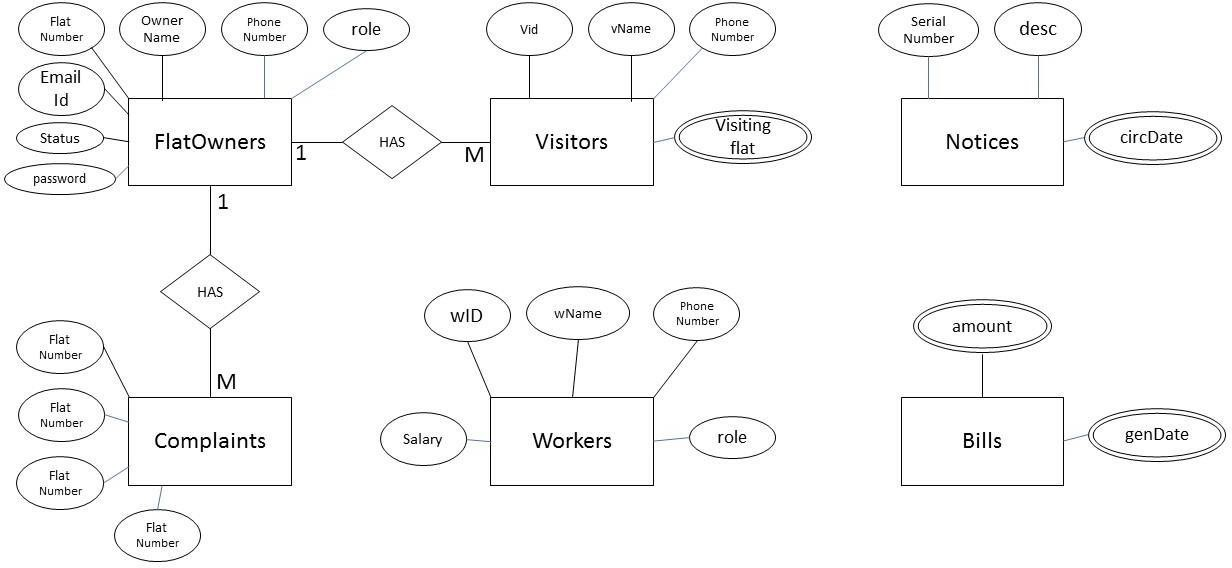 Flat
Number
Owner
Name
Phone
Number
role
Vid
vName
Phone
Number
Serial
Number
desc
Email
Id
Status
password
FlatOwners
1
HAS
M
Visitors
Visiting
flat
Notices
circDate
1
HAS
M
Flat
Number
Flat
Number
Flat
Number
Flat
Number
Complaints
wID
wName
Phone
Number
Salary
Workers
role
amount
Bills
genDate